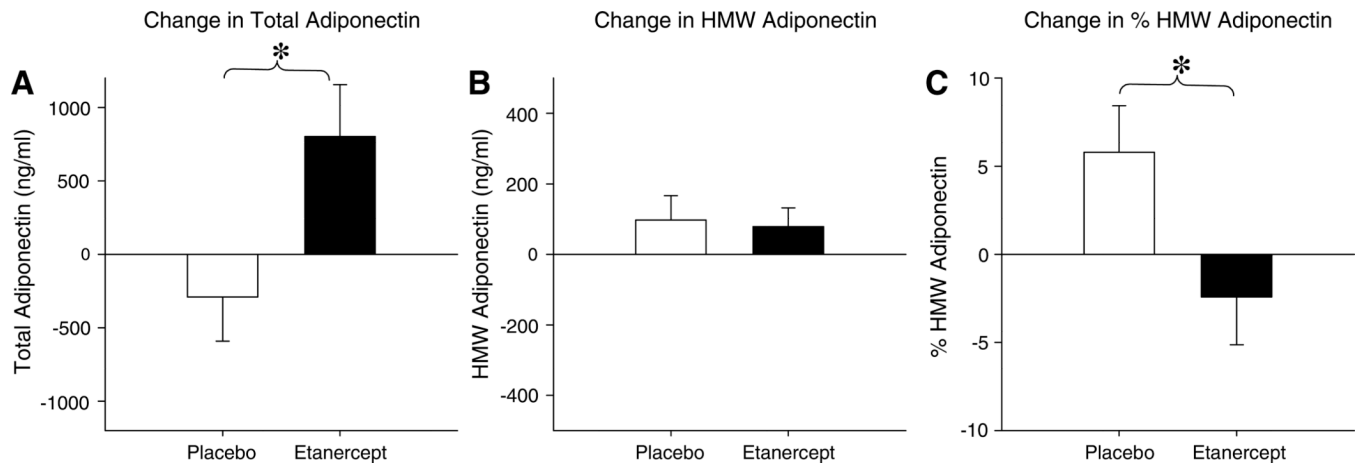 Change in Total Adiponectin
A
*
Total Adiponectin (ng/ml)
1000
500
0
-500
-1000
Placebo
Etanercept
Change in HMW Adiponectin
B
HMW Adiponectin (ng/ml)
400
200
0
-200
-400
Placebo
Etanercept
Change in % HMW Adiponectin
C
*
% HMW Adiponectin
10
5
0
-5
-10
Placebo
Etanercept